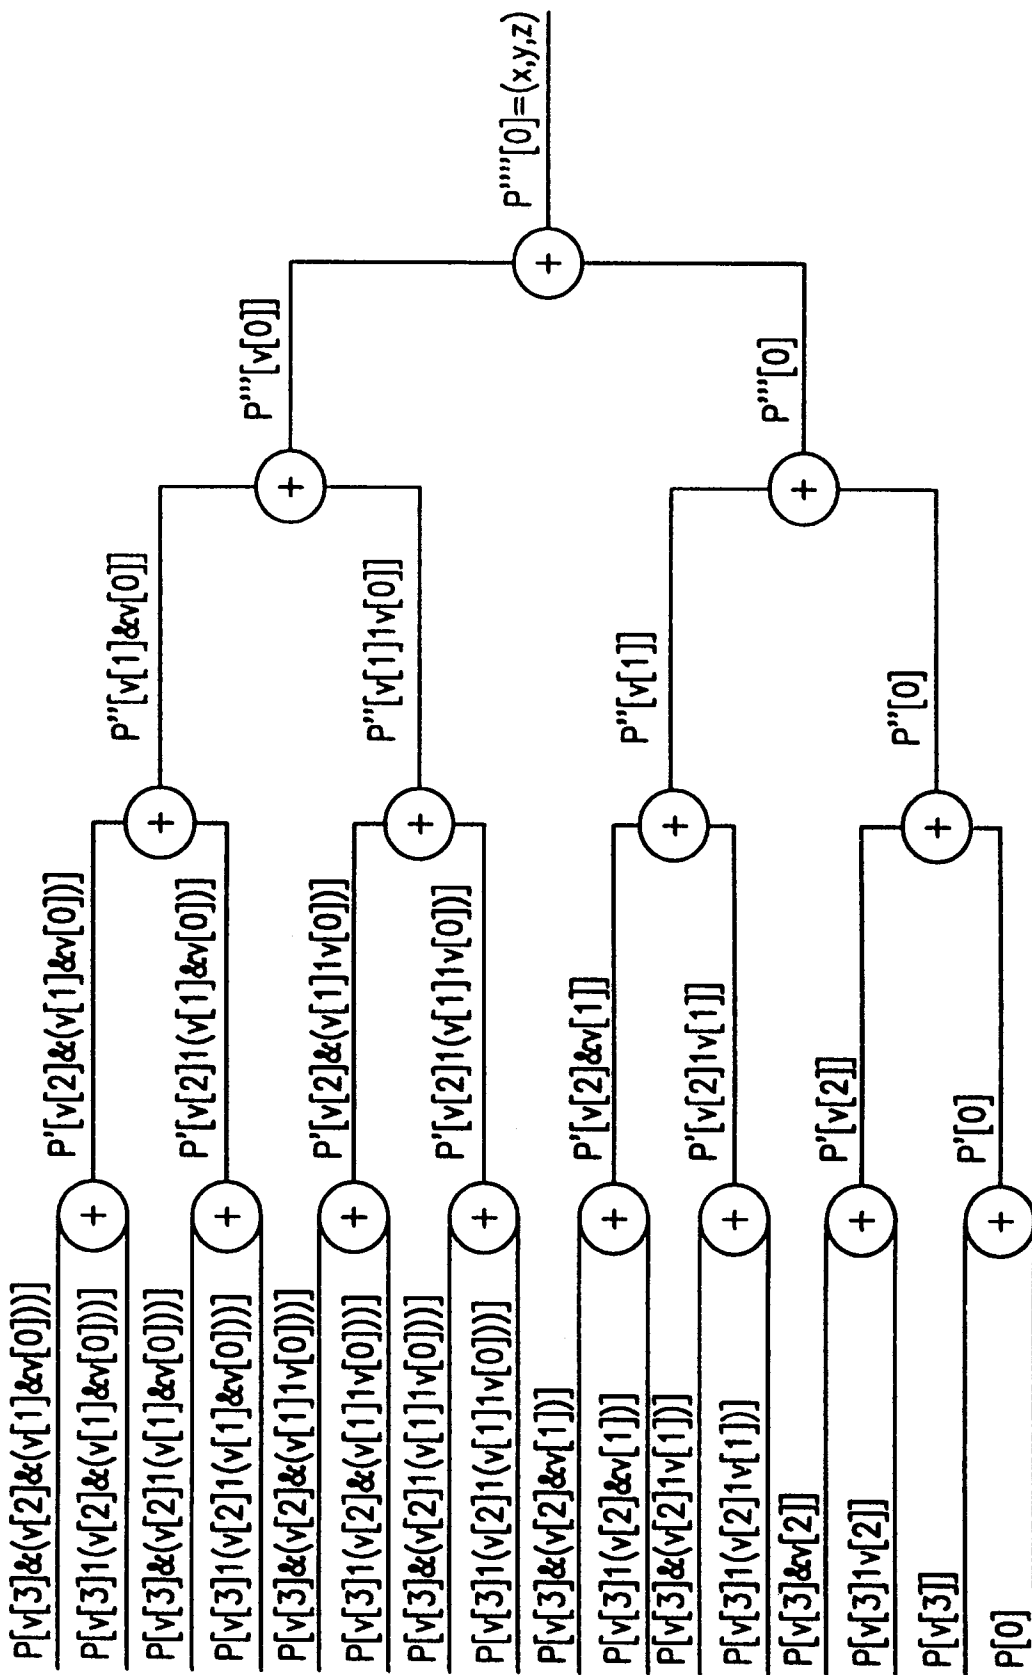 P[v[3]&(v[2]&(v[1]&v[0]))]
P[v[3]1(v[2]&(v[1]&v[0]))]
P[v[3]&(v[2]1(v[1]&v[0]))]
P[v[3]1(v[2]1(v[1]&v[0]))]
P[v[3]&(v[2]&(v[1]1v[0]))]
P[v[3]1(v[2]&(v[1]1v[0]))]
P[v[3]&(v[2]1(v[1]1v[0]))]
P[v[3]1(v[2]1(v[1]1v[0]))]
P[v[3]&(v[2]&v[1])]
P[v[3]1(v[2]&v[1])]
P[v[3]&(v[2]1v[1])]
P[v[3]1(v[2]1v[1])]
P[v[3]&v[2]]
P[v[3]1v[2]]
P[v[3]]
P[0]
+
+
+
+
+
+
+
+
P'[v[2]&(v[1]&v[0))]
P'[v[2]1(v[1]&v[0))]
P'[v[2]&(v[1]1v[0))]
P'[v[2]1(v[1]1v[0))]
P'[v[2]&v[1]]
P'[v[2]1v[1]]
P'[v[2]]
P'[0]
+
+
+
+
P''[v[1]&v[0]]
P''[v[1]1v[0]]
P''[v[1]]
P''[0]
+
+
P'''[v[0]]
P'''[0]
+
P''''[0]=(x,y,z)